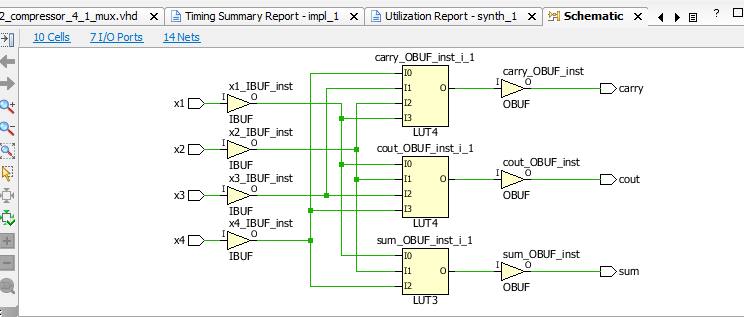 2_compressor_4_1_mux.vhd Timing Summary Report - impl_1 Utilization Report - synth_1 Schematic ?
10 Cells 7 I/O Ports 14 Nets
carry_OBUF_inst_i_1
x1_IBUF_inst I0 carry_OBUF_inst
x1 I O I1 O I O carry
IBUF I2 OBUF
x2_IBUF_inst I3
LUT4
x2 I O cout_OBUF_inst_i_1
IBUF I0 cout_OBUF_inst
x3_IBUF_inst I1 O I O cout
x3 I O I2 OBUF
IBUF I3
x4_IBUF_inst LUT4
x4 I O sum_OBUF_inst_i_1
IBUF I0 sum_OBUF_inst
I1 O I O sum
I2 OBUF
LUT3